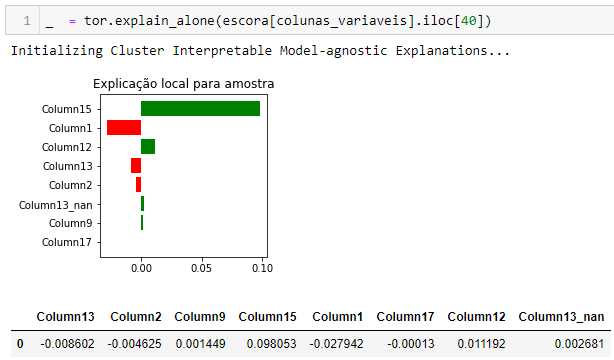 1 _  = tor.explain_alone(escora[colunas_variaveis].iloc[40])
Initializing Cluster Interpretable Model-agnostic Explanations...
Explicação local para amostra
Column15
Column1
Column12
Column13
Column2
Column13_nan
Column9
Column17
0.00 0.05 0.10
Column13 Column2 Column9 Column15 Column1 Column17 Column12 Column13_nan
0 -0.008602 -0.004625 0.001449 0.098053 -0.027942 -0.00013 0.011192 0.002681